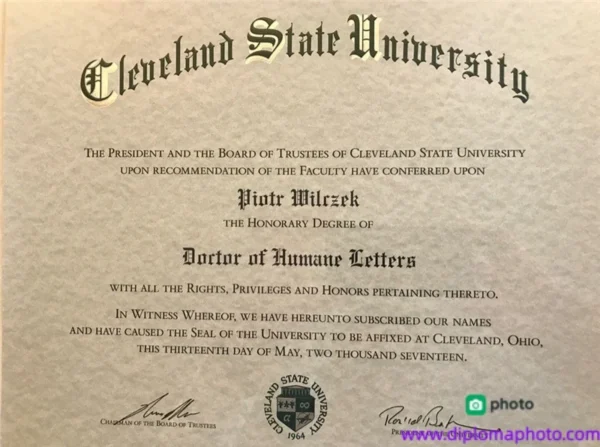 Cleveland State University
THE PRESIDENT AND THE BOARD OF TRUSTEES OF CLEVELAND STATE UNIVERSITY
UPON RECOMMENDATION OF THE FACULTY HAVE CONFERRED UPON
Piotr Wilczek
THE HONORARY DEGREE OF
Doctor of Humane Letters
WITH ALL THE RIGHTS, PRIVILEGES AND HONORS PERTAINING THERETO.
IN WITNESS WHEREOF, WE HAVE HEREUNTO SUBSCRIBED OUR NAMES
AND HAVE CAUSED THE SEAL OF THE UNIVERSITY TO BE AFFIXED AT CLEVELAND, OHIO,
THIS THIRTEENTH DAY OF MAY, TWO THOUSAND SEVENTEEN.
CHAIRMAN OF THE BOARD OF TRUSTEES
CLEVELAND STATE UNIVERSITY
1964
photo
www.diplomaphoto.com